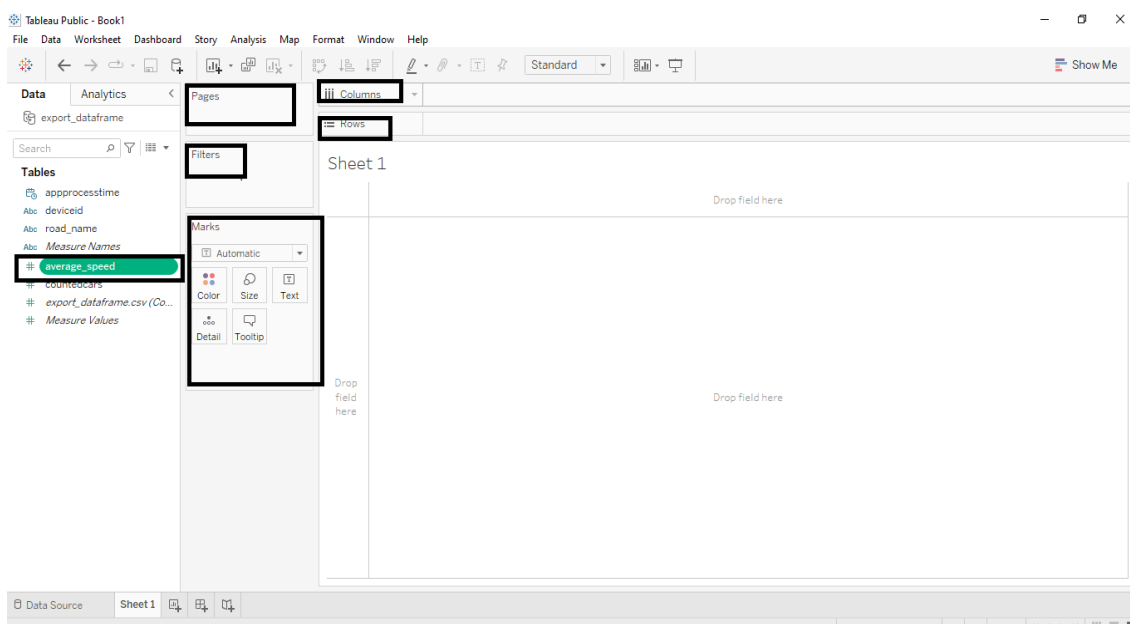 Tableau Public - Book1
File Data Worksheet Dashboard Story Analysis Map Format Window Help
Standard
Show Me
Data Analytics
export_dataframe
Search
Tables
appprocesstime
Abc deviceid
Abc road_name
Abc Measure Names
# average_speed
# countedcars
# export_dataframe.csv (Co...
# Measure Values
Pages
Filters
Marks
Automatic
Color Size Text
Detail Tooltip
Columns
Rows
Sheet 1
Drop field here
Drop
field
here
Drop field here
Data Source Sheet 1